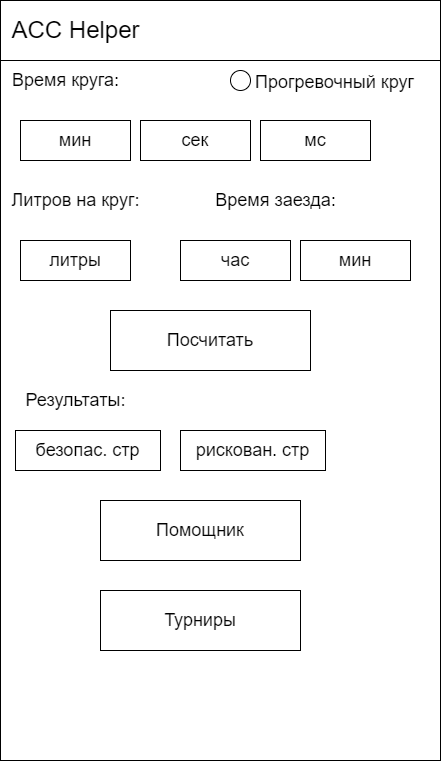 ACC Helper
Время круга:
Прогревочный круг
мин
сек
мс
Литров на круг:
Время заезда:
литры
час
мин
Посчитать
Результаты:
безопас. стр
рискован. стр
Помощник
Турниры